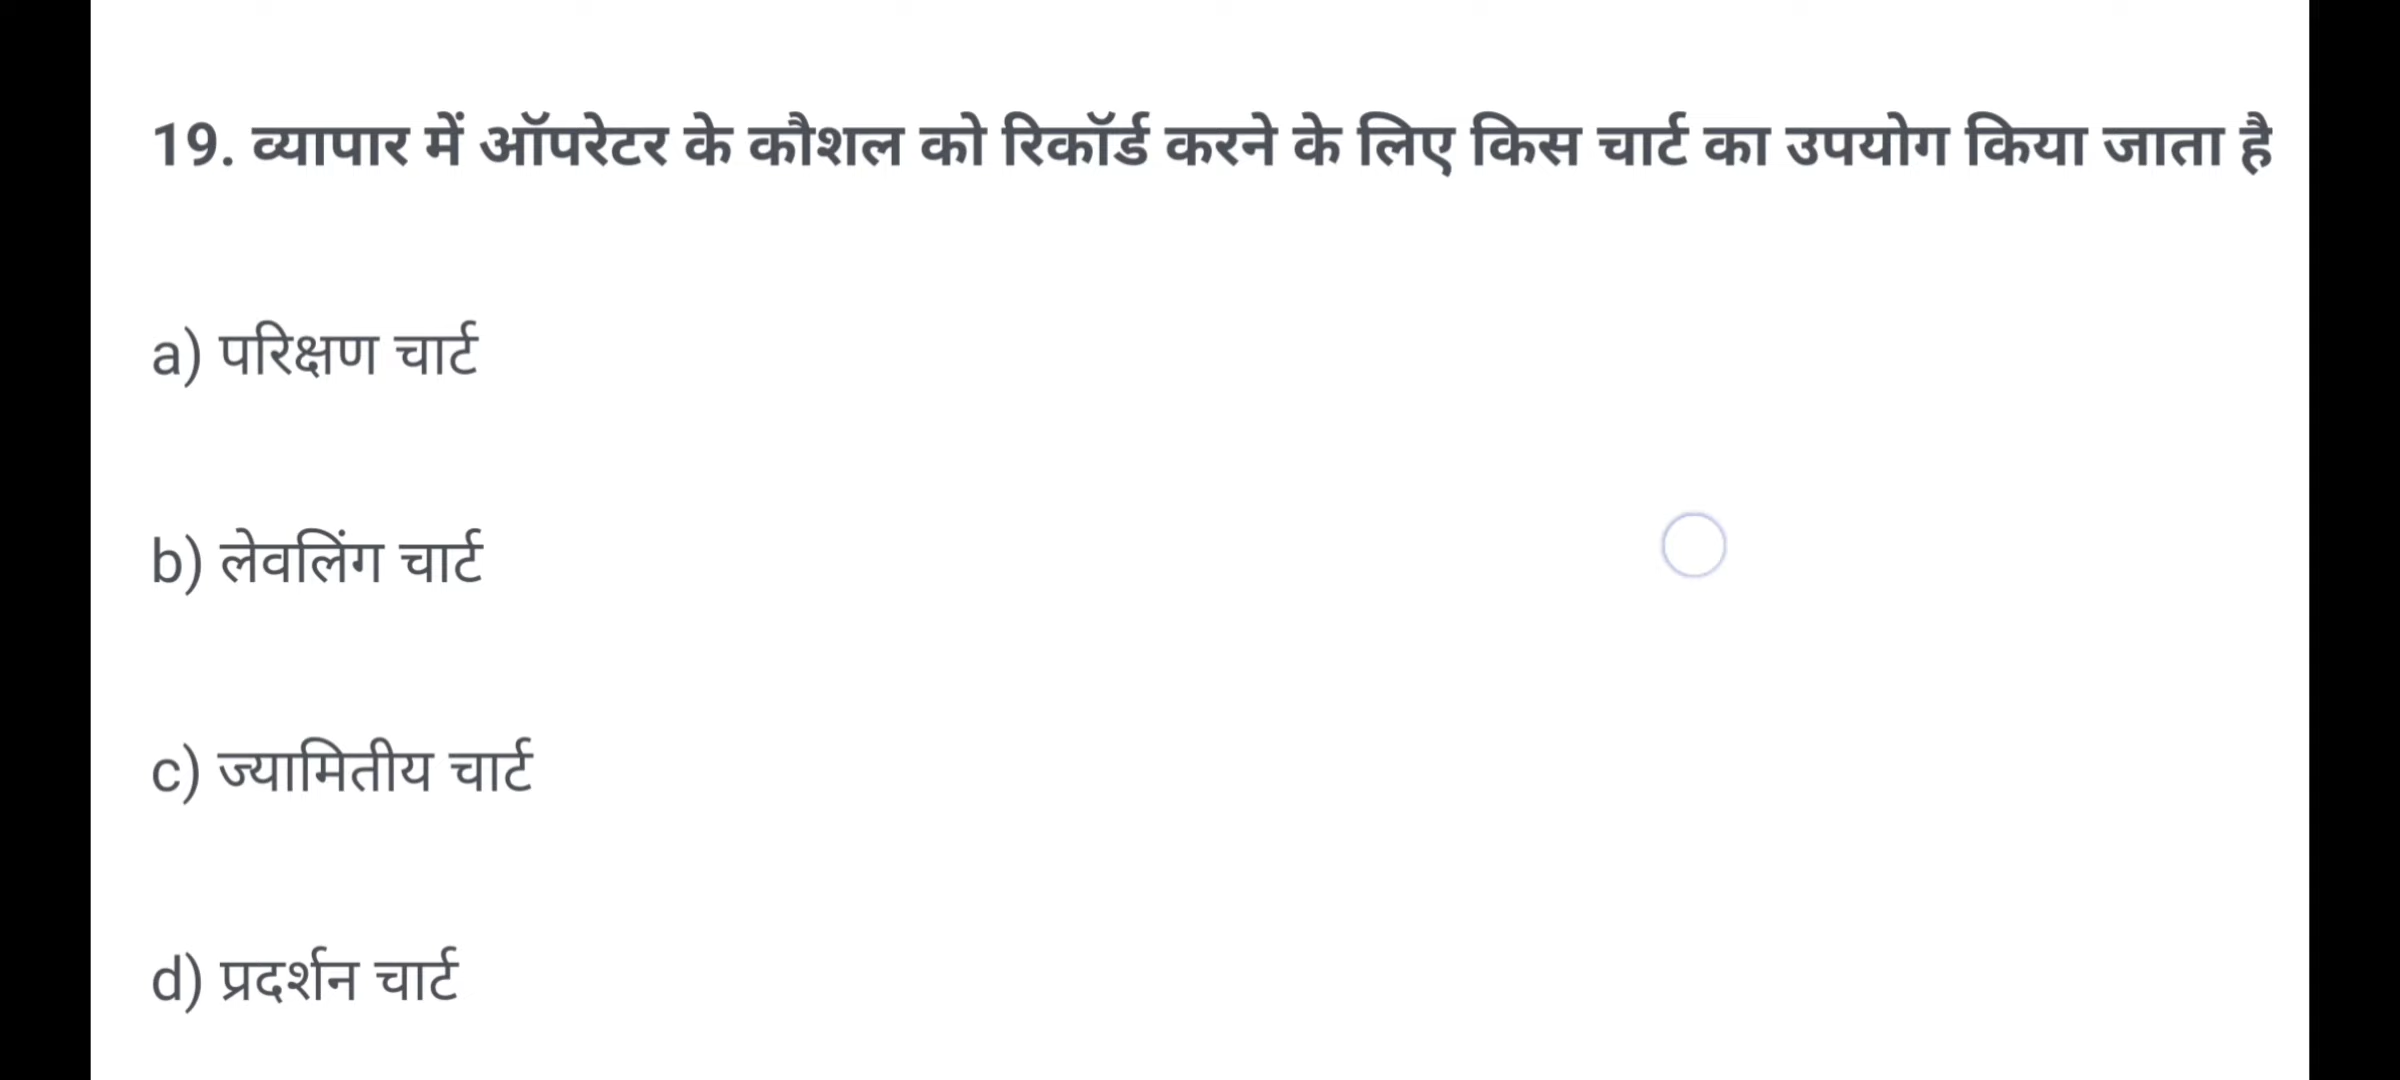 19. व्यापार में ऑपरेटर के कौशल को रिकॉर्ड करने के लिए किस चार्ट का उपयोग किया जाता है
a) परिक्षण चार्ट
b) लेवलिंग चार्ट
c) ज्यामितीय चार्ट
d) प्रदर्शन चार्ट